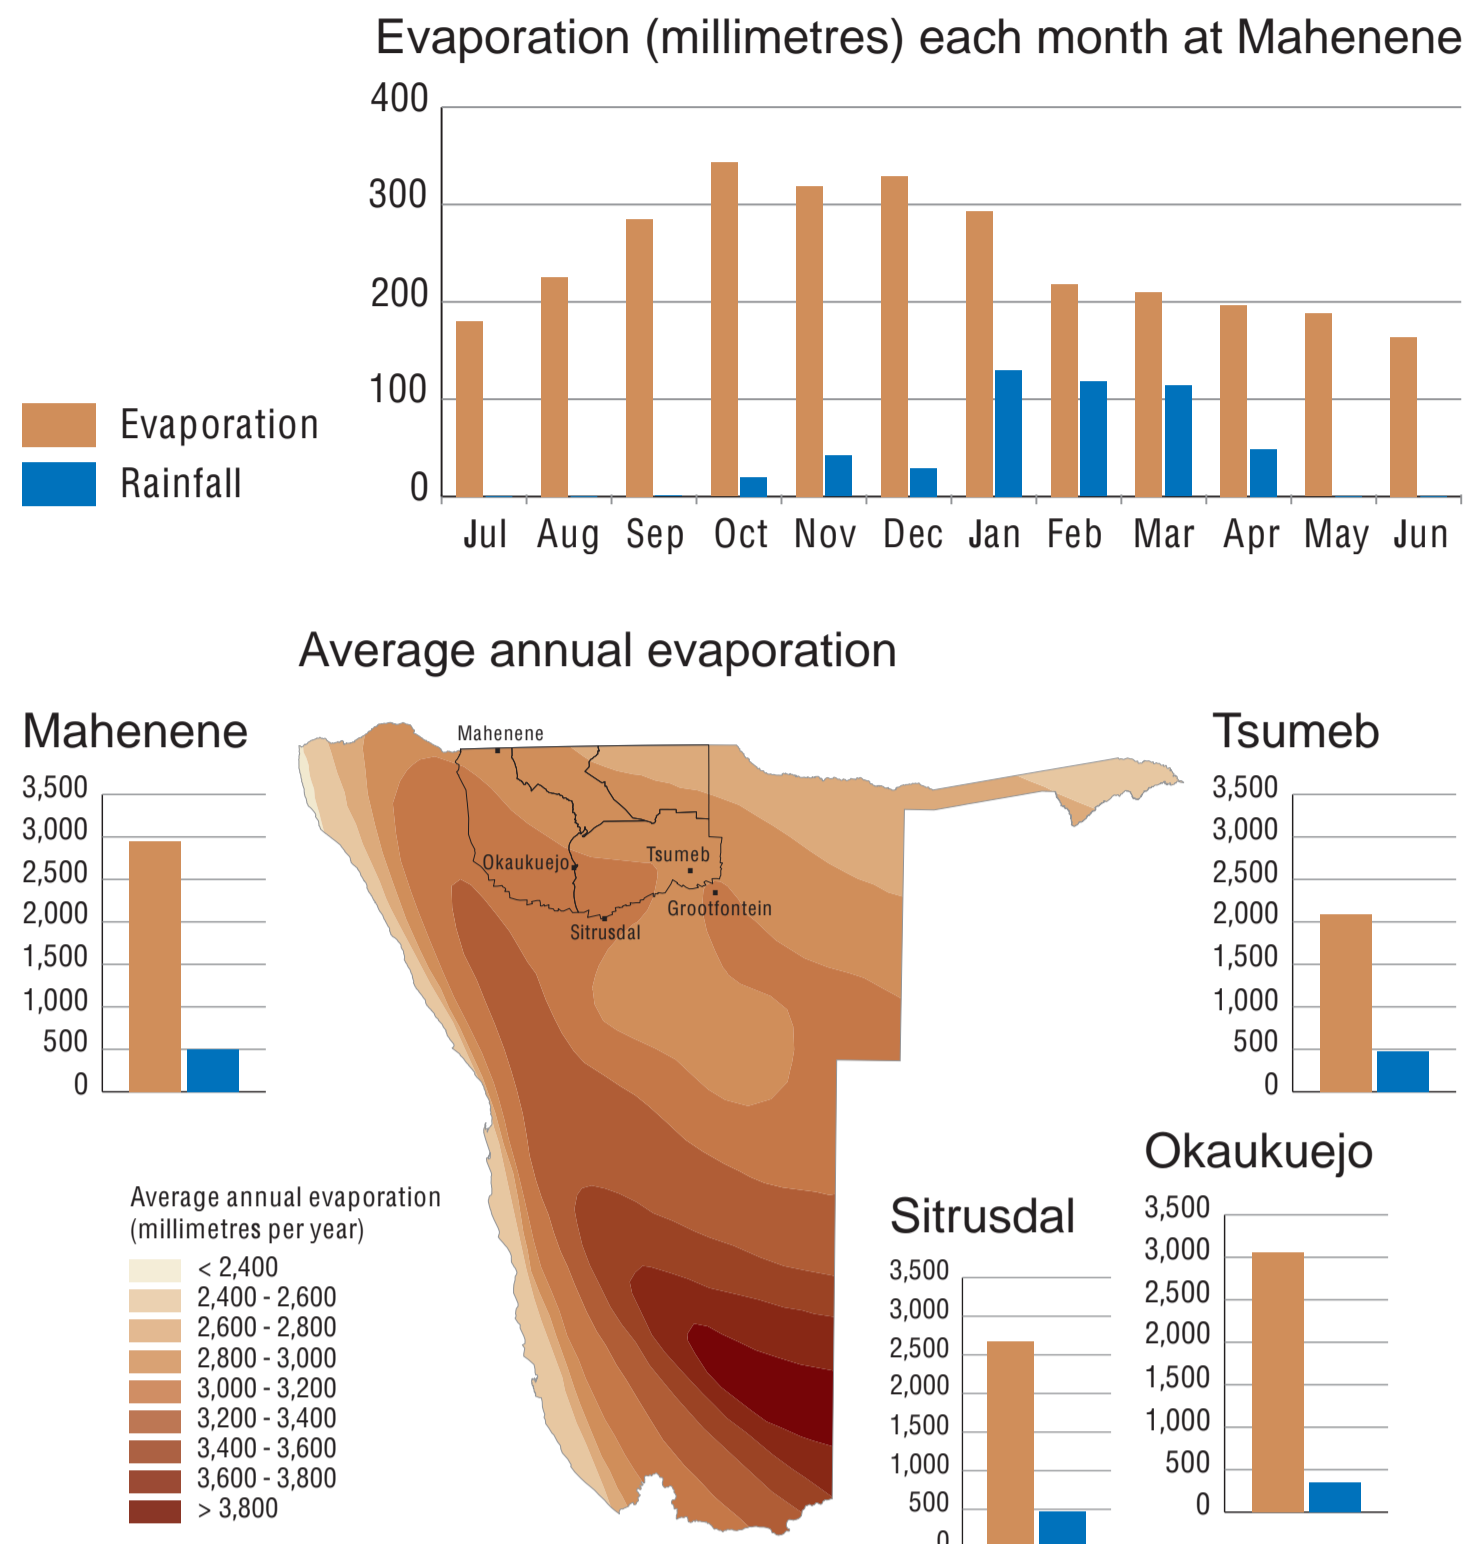 Evaporation (millimetres) each month at Mahenene
400
300
200
100
0
Jul Aug Sep Oct Nov Dec Jan Feb Mar Apr May Jun
Evaporation
Rainfall
Average annual evaporation
Mahenene
3,500
3,000
2,500
2,000
1,500
1,000
500
0
Mahenene
Okaukuejo
Tsumeb
Grootfontein
Sitrusdal
Tsumeb
3,500
3,000
2,500
2,000
1,500
1,000
500
0
Average annual evaporation
(millimetres per year)
< 2,400
2,400 - 2,600
2,600 - 2,800
2,800 - 3,000
3,000 - 3,200
3,200 - 3,400
3,400 - 3,600
3,600 - 3,800
> 3,800
Sitrusdal
3,500
3,000
2,500
2,000
1,500
1,000
500
0
Okaukuejo
3,500
3,000
2,500
2,000
1,500
1,000
500
0